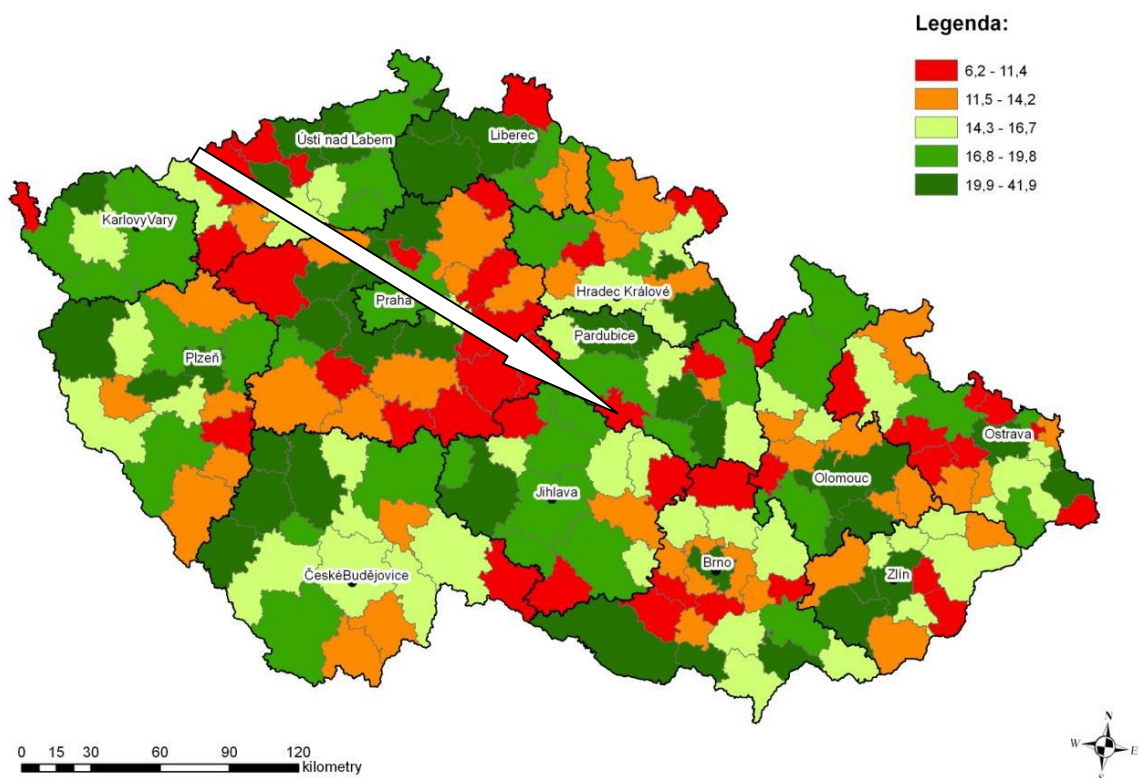 Legenda:
6,2 - 11,4
11,5 - 14,2
14,3 - 16,7
16,8 - 19,8
19,9 - 41,9
Liberec
Ústí nad Labem
KarlovyVary
Praha
Hradec Králové
Pardubice
Plzeň
Ostrava
Olomouc
Jihlava
Brno
Zlín
ČeskéBudějovice
0 15 30 60 90 120
kilometry
N
W E
S